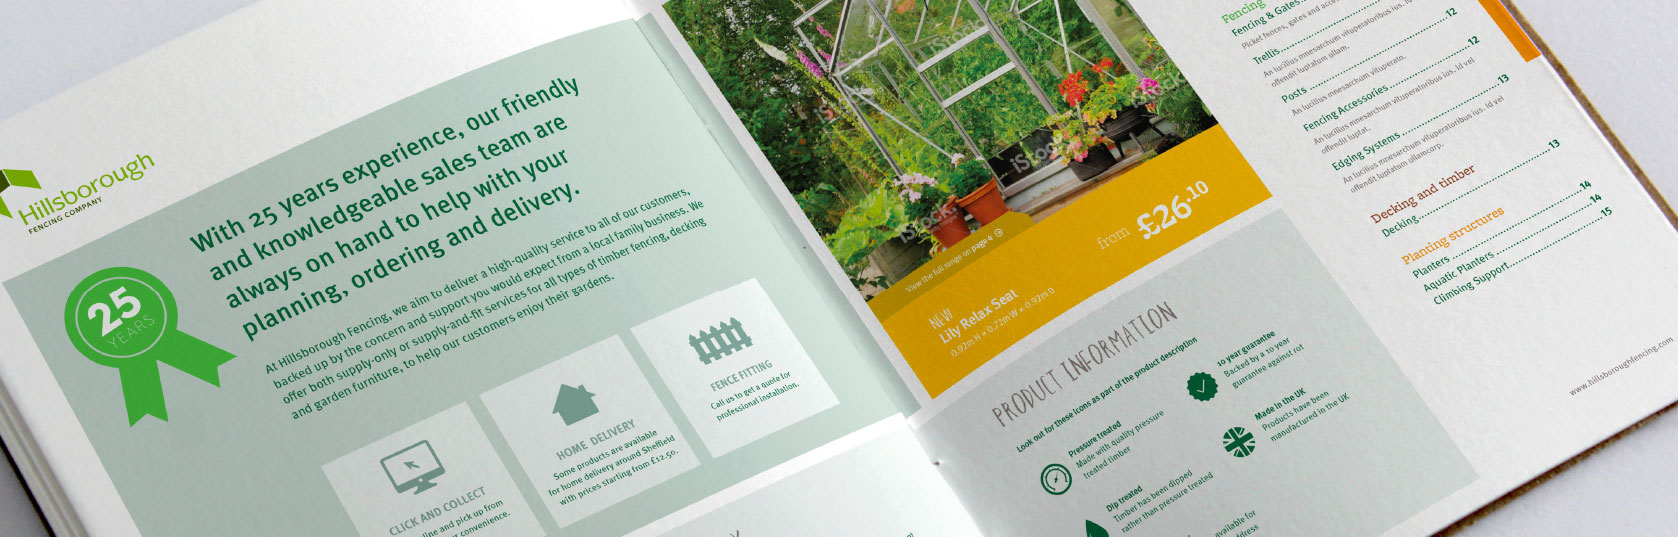 Hillsborough
FENCING COMPANY
With 25 years experience, our friendly
and knowledgeable sales team are
always on hand to help with your
planning, ordering and delivery.
25
YEARS
At Hillsborough Fencing, we aim to deliver a high-quality service to all of our customers,
backed up by the concern and support you would expect from a local family business. We
offer both supply-only or supply-and-fit services for all types of timber fencing, decking
and garden furniture, to help our customers enjoy their gardens.
CLICK AND COLLECT
line and pick up from
convenience.
HOME DELIVERY
Some products are available
for home delivery around Sheffield
with prices starting from £12.50.
FENCE FITTING
Call us to get a quote for
professional installation.
iStock
iStock
iStock
iStock
View the full range on page 4
from £26.10
NEW
Lily Relax Seat
0.92m H × 0.72m W × 0.92m D
PRODUCT INFORMATION
Look out for these icons as part of the product description
Pressure treated
Made with quality pressure
treated timber
10 year guarantee
Backed by a 10 year
guarantee against rot
Dip treated
Timber has been dipped
rather than pressure treated
Made in the UK
Products have been
manufactured in the UK
available for
address
Fencing
Fencing & Gates
Picket fences, gates and
Trellis 12
An lucilius mnesarchum vituperatoribus ius. Id
offendit luptatum ullam.
Posts 12
An lucilius mnesarchum vituperato.
Fencing Accessories
An lucilius mnesarchum vituperatoribus ius. Id vel
offendit luptat.
Edging Systems 13
An lucilius mnesarchum vituperatoribus ius. Id vel
offendit luptatum ullamcorp.
Decking and timber
Decking 13
Planting structures
Planters 14
Aquatic Planters 14
Climbing Support 15
www.hillsboroughfencing.com